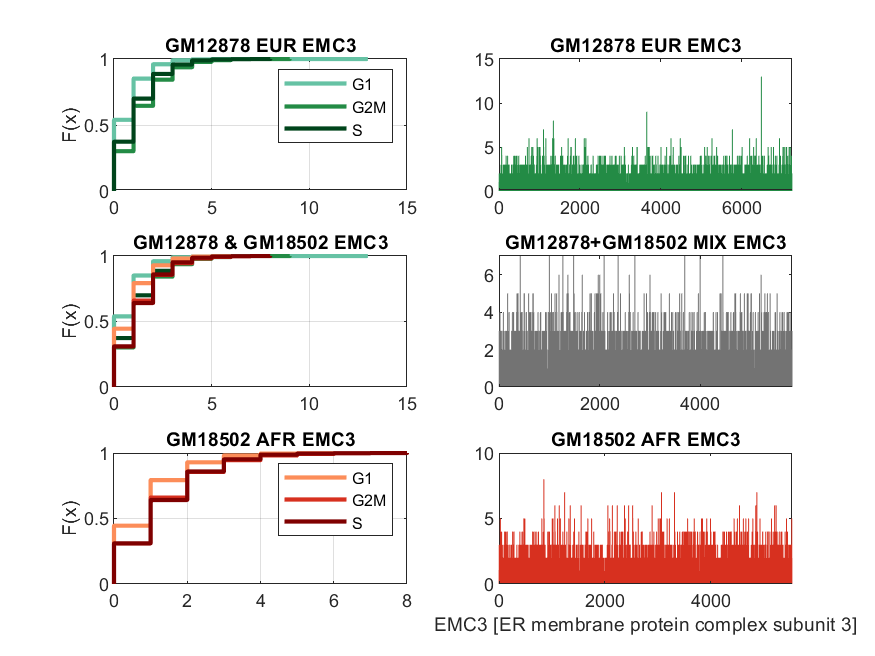 GM12878 EUR EMC3
1
0.5
0
F(x)
0 5 10 15
G1
G2M
S
GM12878 EUR EMC3
15
10
5
0
0 2000 4000 6000
GM12878 & GM18502 EMC3
1
0.5
0
F(x)
0 5 10 15
GM12878+GM18502 MIX EMC3
6
4
2
0
0 2000 4000
GM18502 AFR EMC3
1
0.5
0
F(x)
0 2 4 6 8
G1
G2M
S
GM18502 AFR EMC3
10
5
0
0 2000 4000
EMC3 [ER membrane protein complex subunit 3]